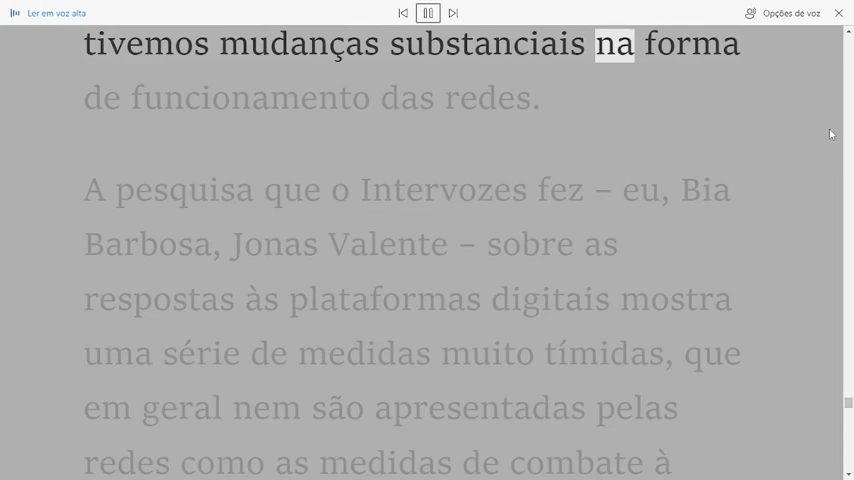 Ler em voz alta
Opções de voz
tivemos mudanças substanciais na forma
de funcionamento das redes.
A pesquisa que o Intervozes fez – eu, Bia
Barbosa, Jonas Valente – sobre as
respostas às plataformas digitais mostra
uma série de medidas muito tímidas, que
em geral nem são apresentadas pelas
redes como as medidas de combate à